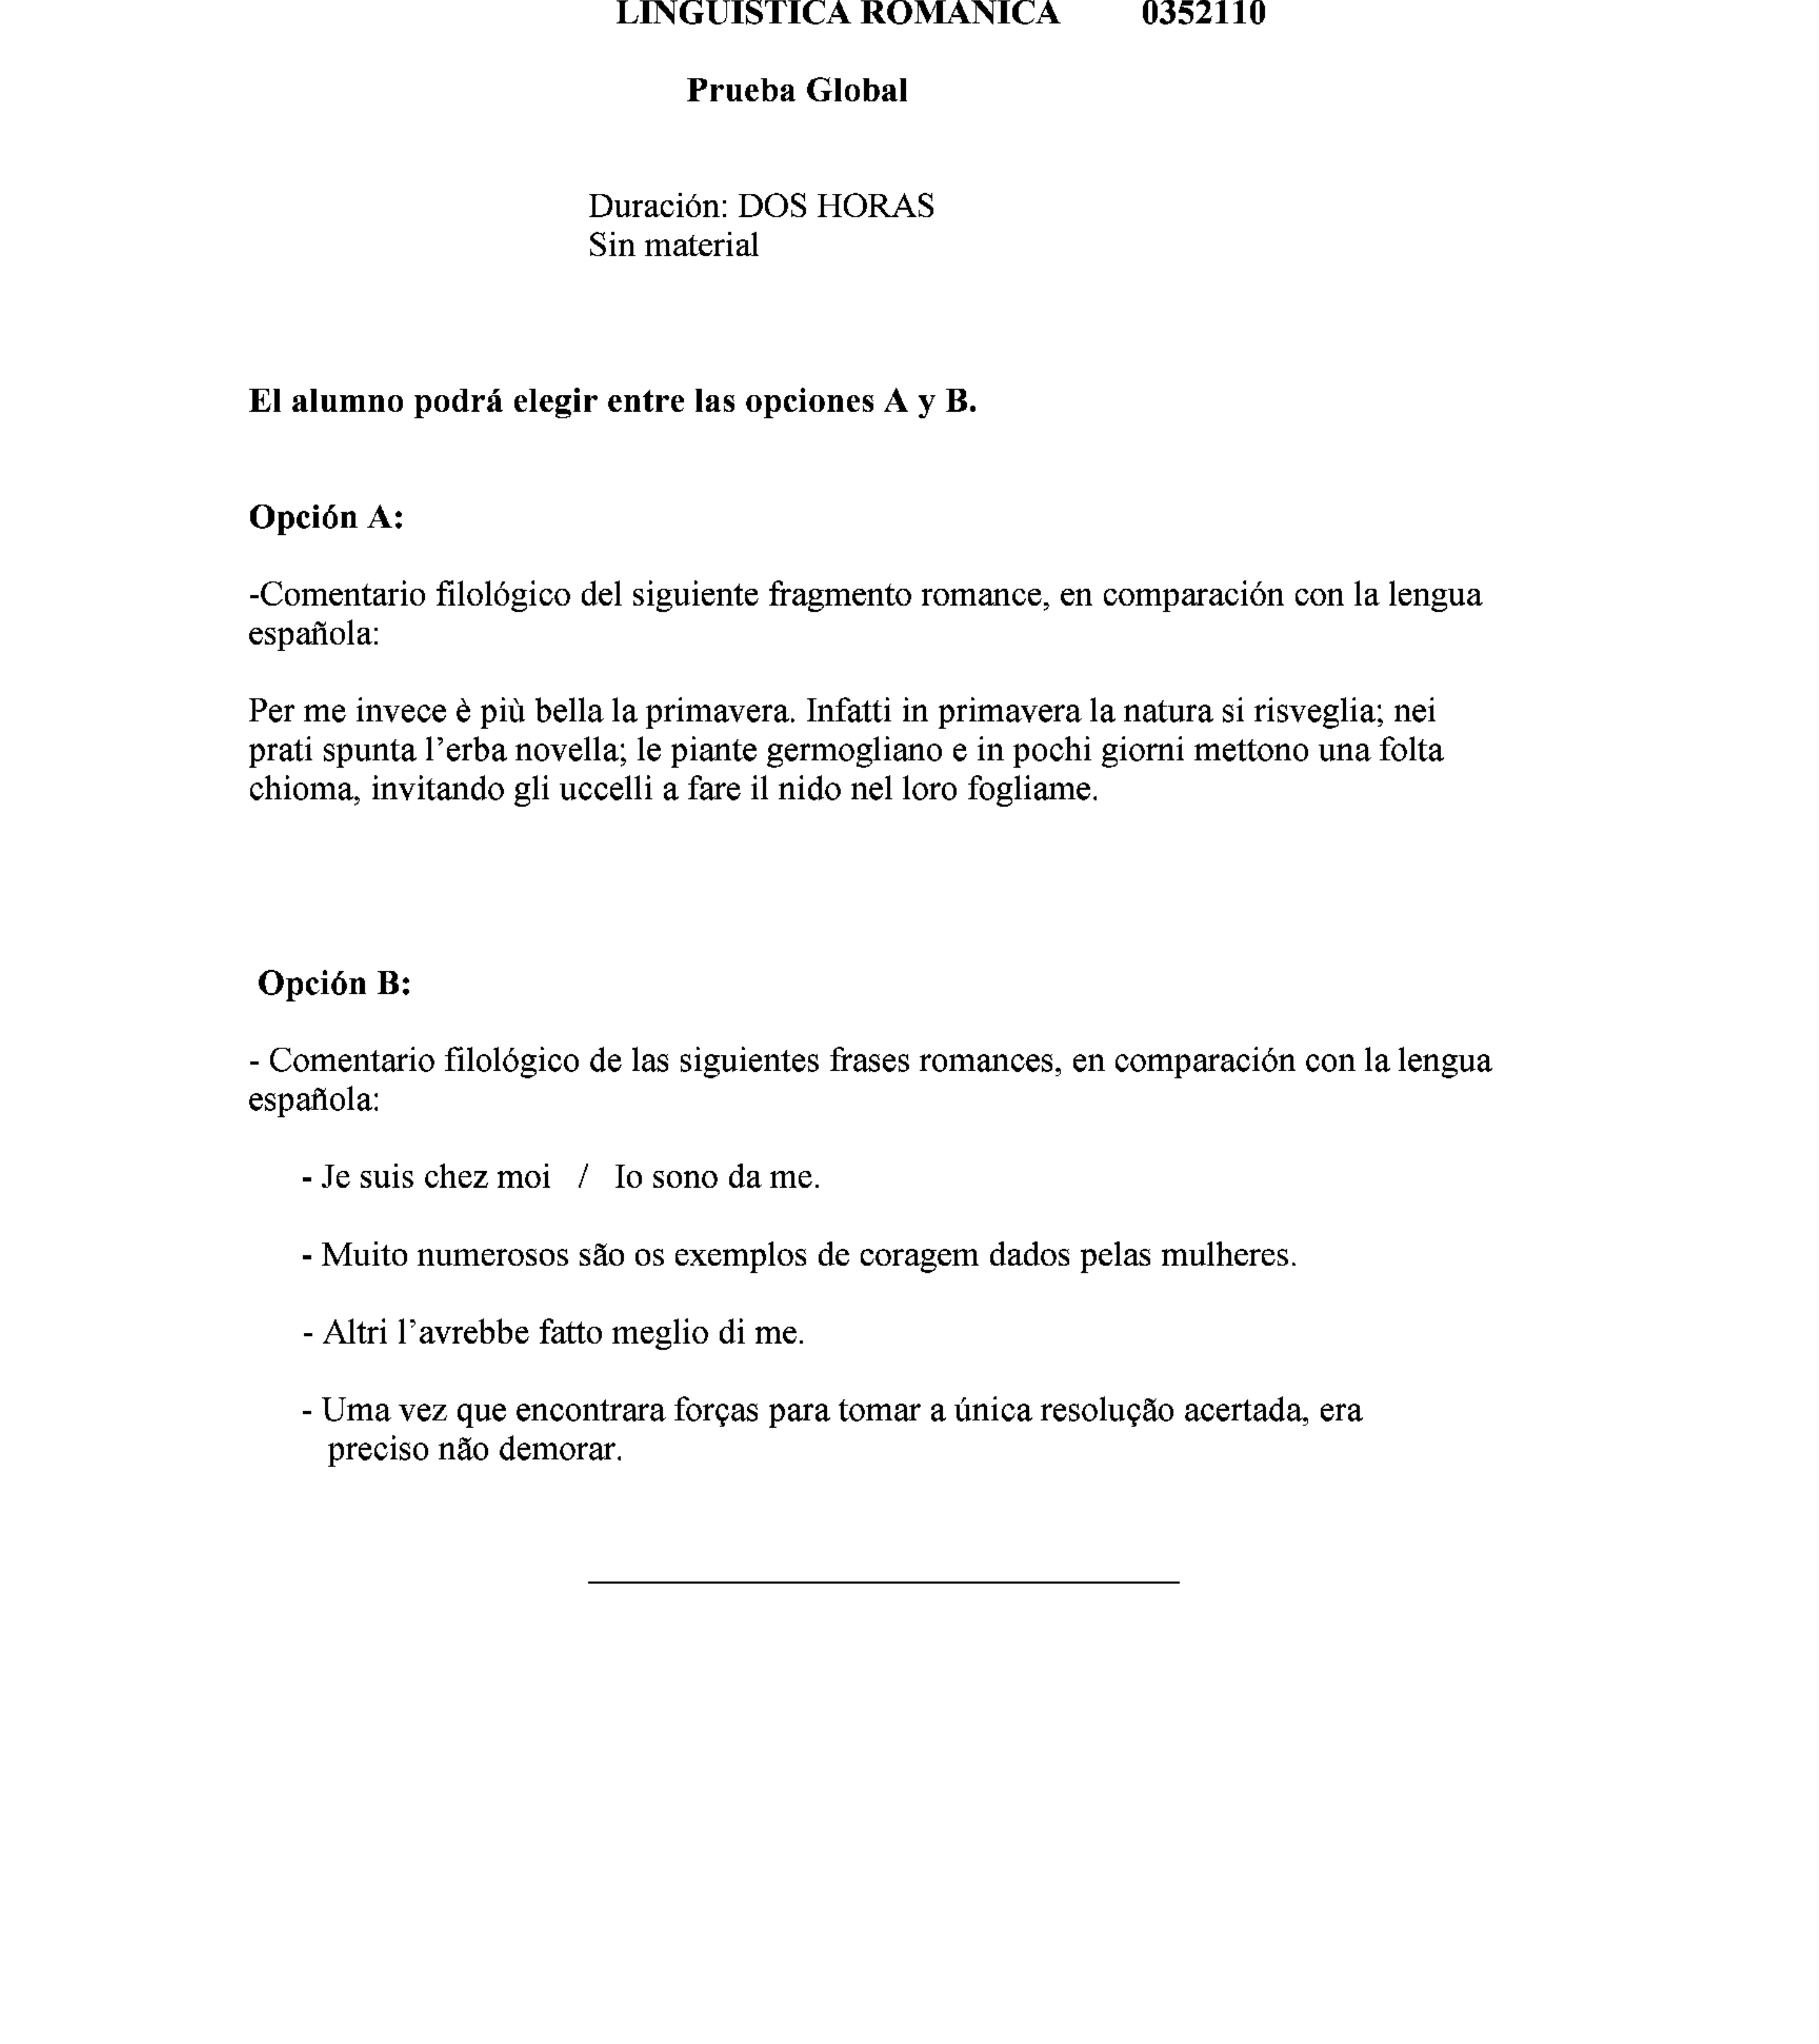 LINGÜÍSTICA ROMÁNICA 0352110
Prueba Global
Duración: DOS HORAS
Sin material
El alumno podrá elegir entre las opciones A y B.
Opción A:
-Comentario filológico del siguiente fragmento romance, en comparación con la lengua
española:
Per me invece è più bella la primavera. Infatti in primavera la natura si risveglia; nei
prati spunta l’erba novella; le piante germogliano e in pochi giorni mettono una folta
chioma, invitando gli uccelli a fare il nido nel loro fogliame.
Opción B:
- Comentario filológico de las siguientes frases romances, en comparación con la lengua
española:
- Je suis chez moi / Io sono da me.
- Muito numerosos são os exemplos de coragem dados pelas mulheres.
- Altri l’avrebbe fatto meglio di me.
- Uma vez que encontrara forças para tomar a única resolução acertada, era
preciso não demorar.